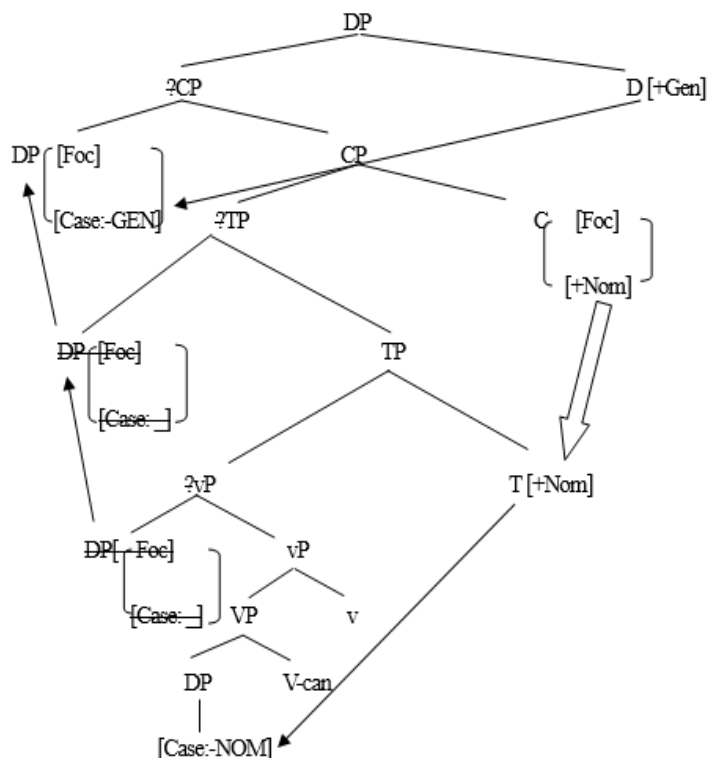 DP
?CP D [+Gen]
DP [Foc] CP
[Case:-GEN] ?TP C [Foc]
[+Nom]
DP [Foc] TP
[Case: _]
?vP T [+Nom]
DP[ Foc] vP
[Case: _] VP v
DP V-can
[Case:-NOM]